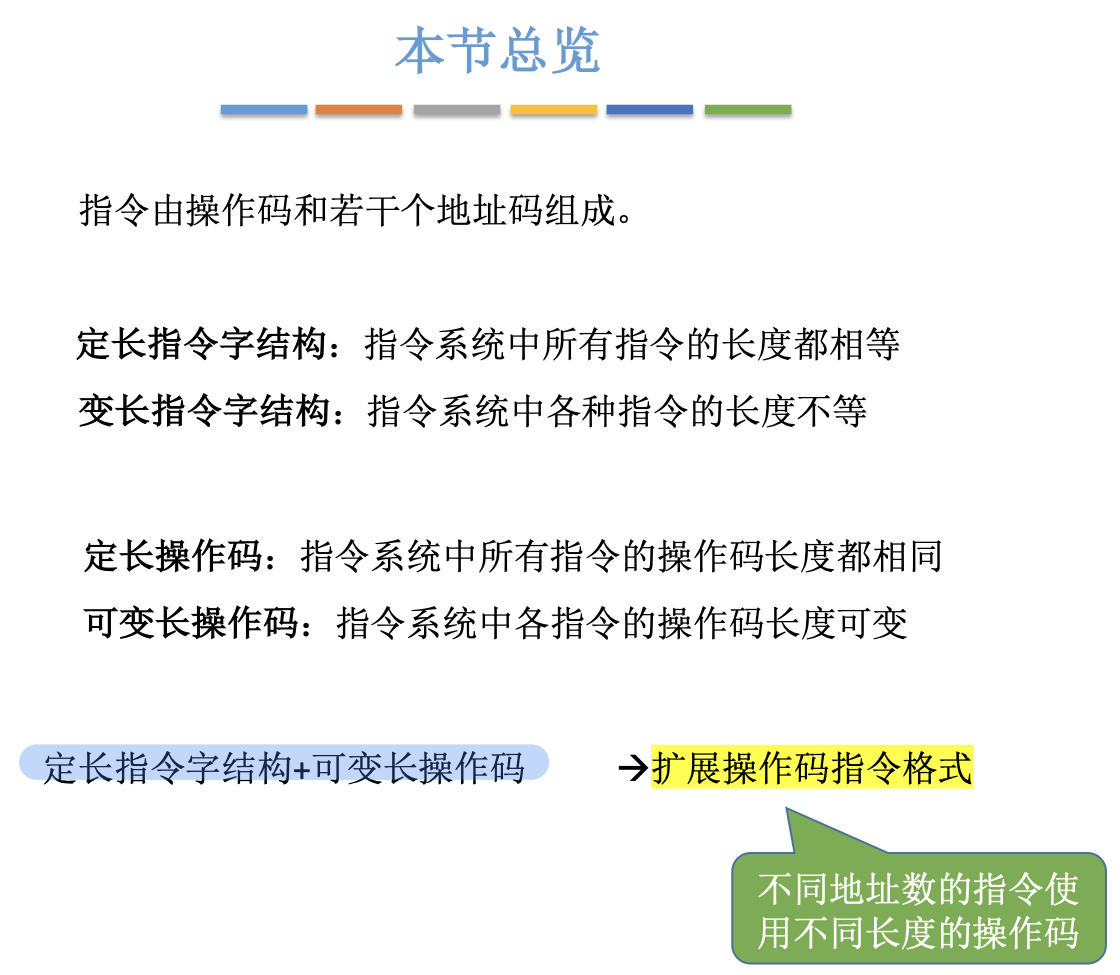 本节总览
指令由操作码和若干个地址码组成。
定长指令字结构：指令系统中所有指令的长度都相等
变长指令字结构：指令系统中各种指令的长度不等
定长操作码：指令系统中所有指令的操作码长度都相同
可变长操作码：指令系统中各指令的操作码长度可变
定长指令字结构+可变长操作码 →扩展操作码指令格式
不同地址数的指令使
用不同长度的操作码